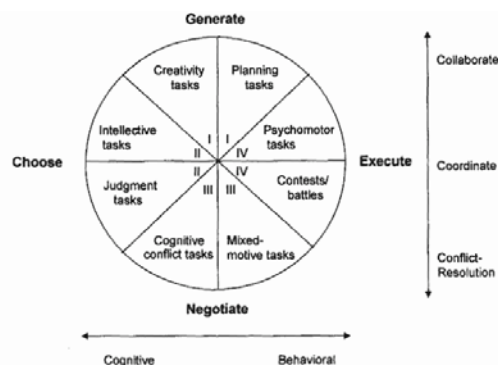 Generate
Collaborate
Creativity
tasks
Planning
tasks
Intellective
tasks
I
I
Psychomotor
tasks
II
IV
Choose
Execute
Coordinate
II
IV
Judgment
tasks
III
III
Contests/
battles
Cognitive
conflict tasks
Mixed-
motive tasks
Conflict-
Resolution
Negotiate
Cognitive
Behavioral